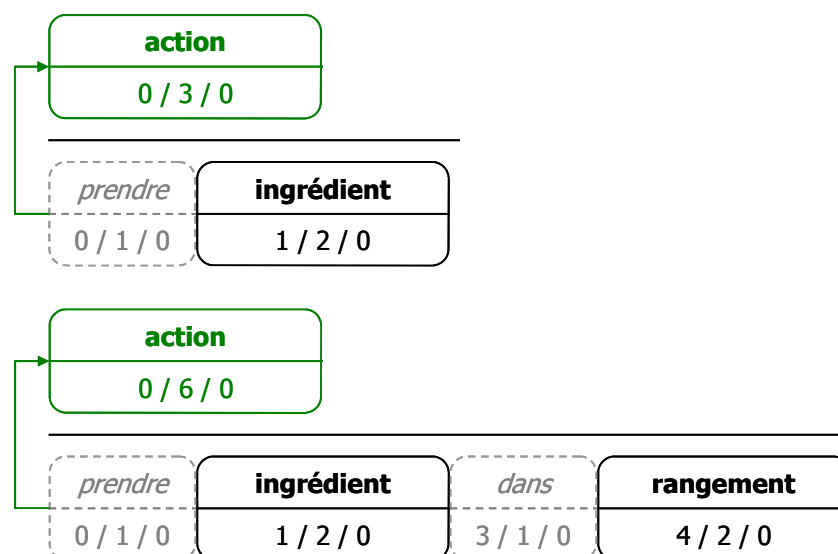 action
0 / 3 / 0
prendre ingrédient
0 / 1 / 0 1 / 2 / 0
action
0 / 6 / 0
prendre ingrédient dans rangement
0 / 1 / 0 1 / 2 / 0 3 / 1 / 0 4 / 2 / 0